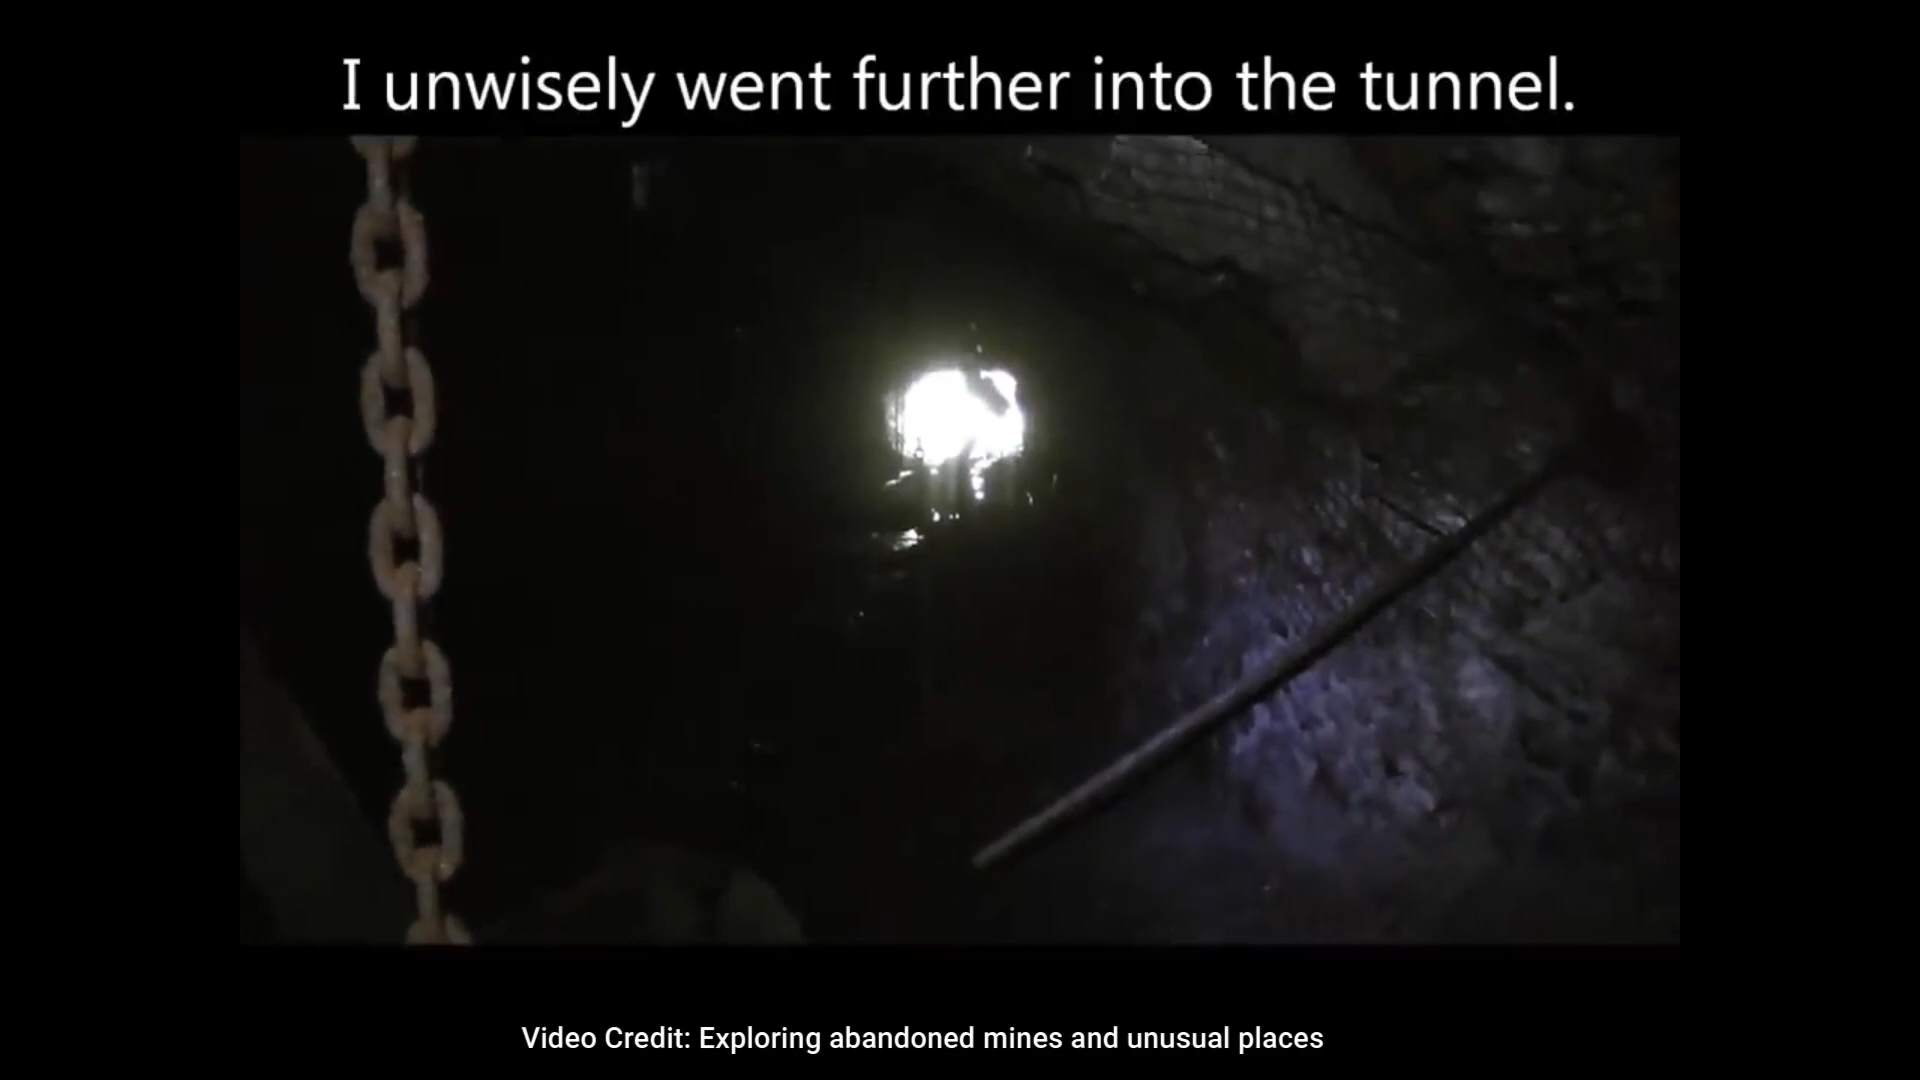 I unwisely went further into the tunnel.
Video Credit: Exploring abandoned mines and unusual places